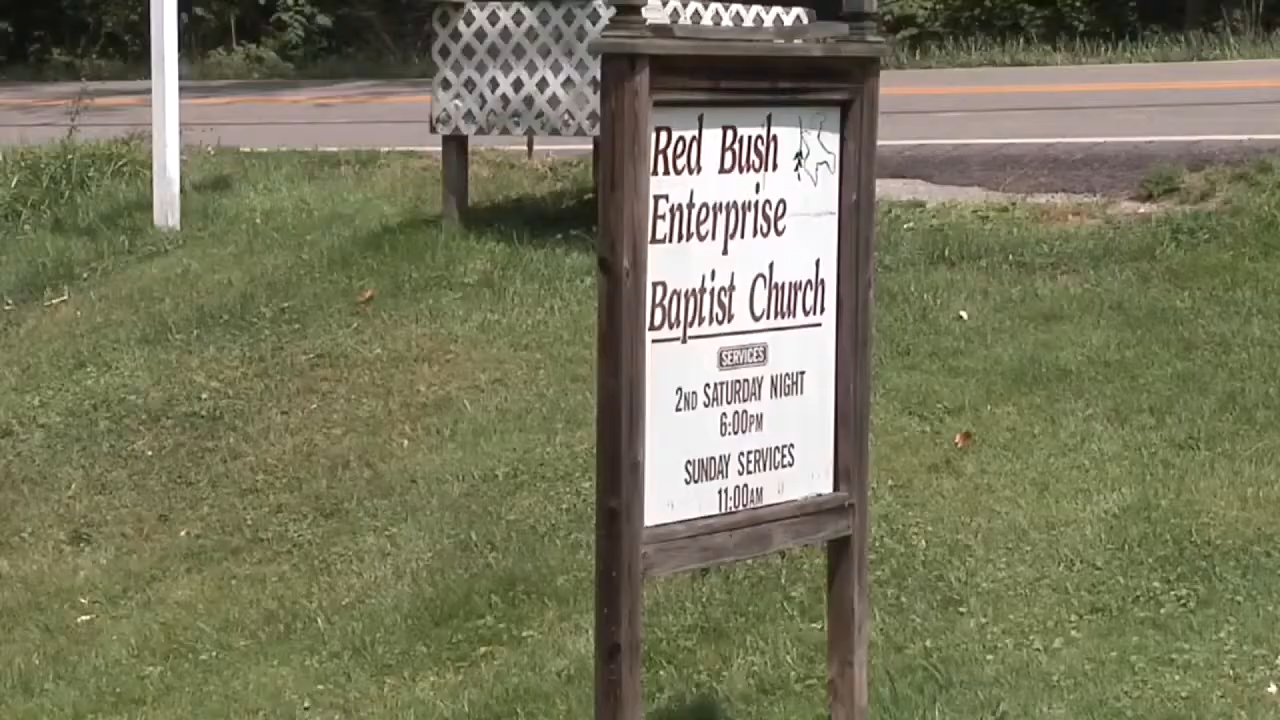 Red Bush
Enterprise
Baptist Church
SERVICES
2ND SATURDAY NIGHT
6:00PM
SUNDAY SERVICES
11:00AM